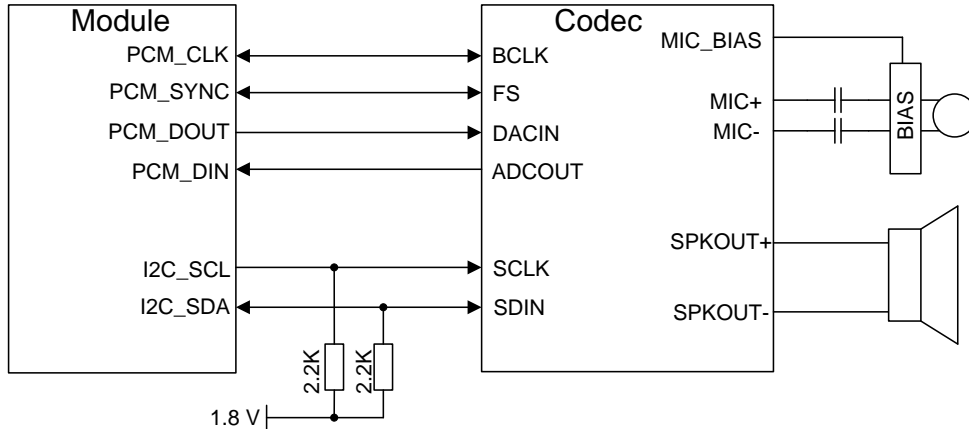 Module
Codec
PCM_CLK
BCLK
MIC_BIAS
PCM_SYNC
FS
MIC+
PCM_DOUT
DACIN
MIC-
BIAS
PCM_DIN
ADCOUT
SPKOUT+
I2C_SCL
SCLK
I2C_SDA
SDIN
SPKOUT-
2.2K
2.2K
1.8 V